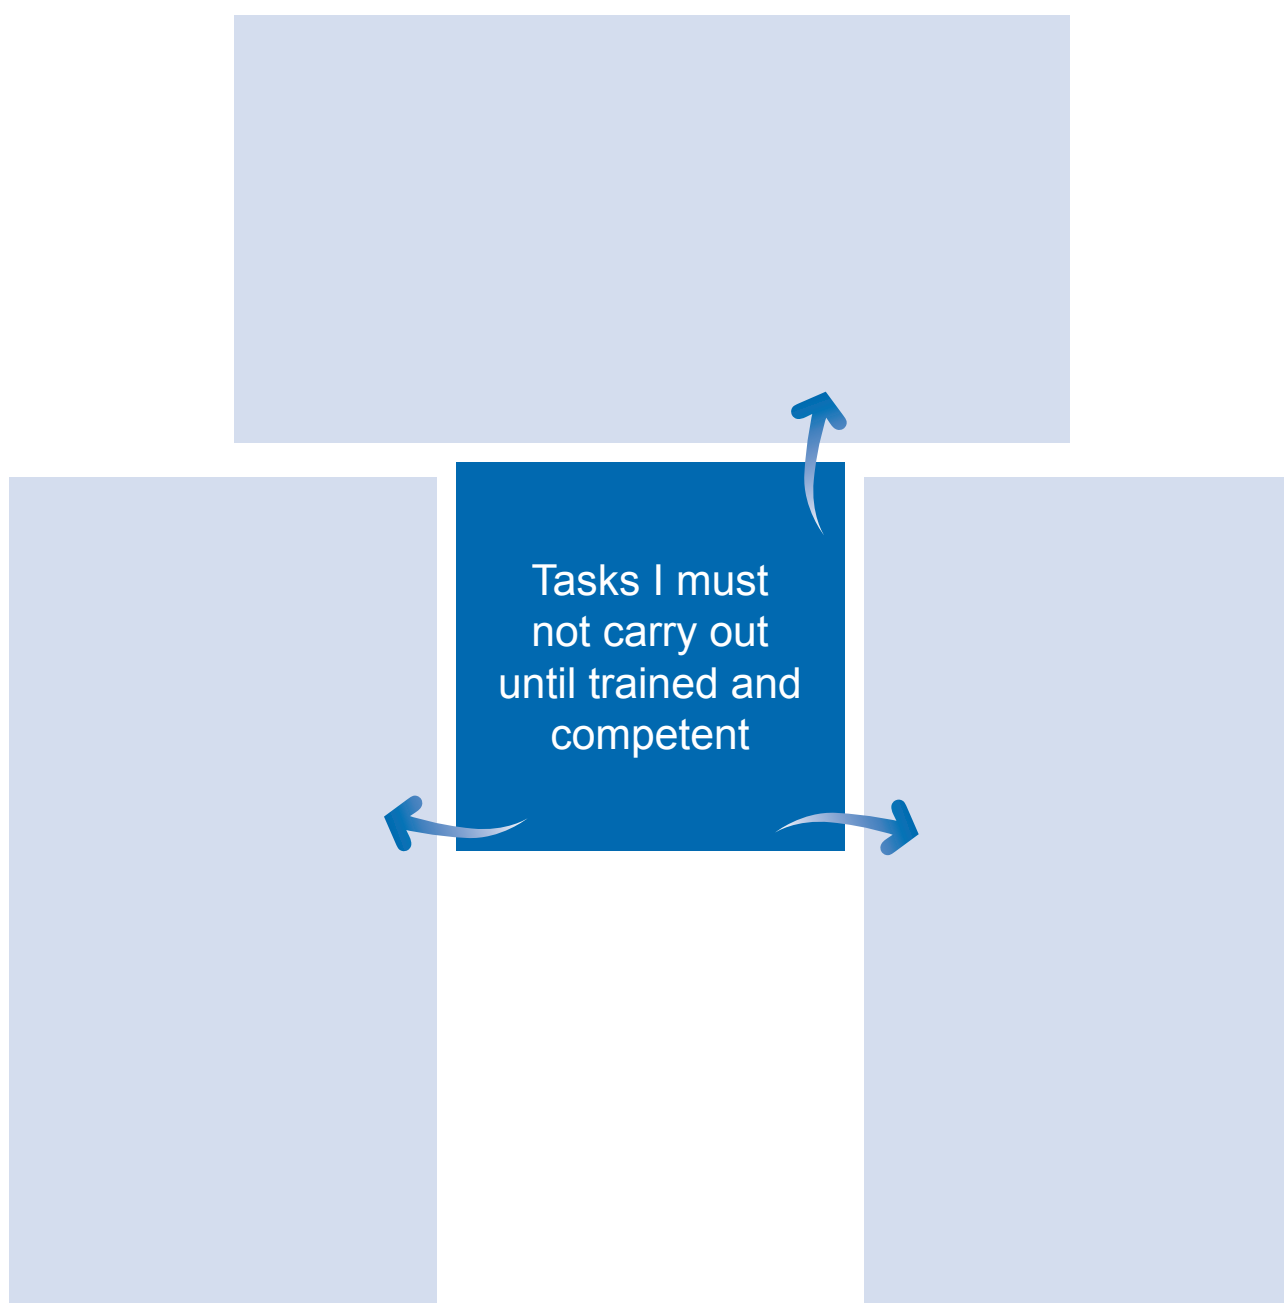 Tasks I must
not carry out
until trained and
competent